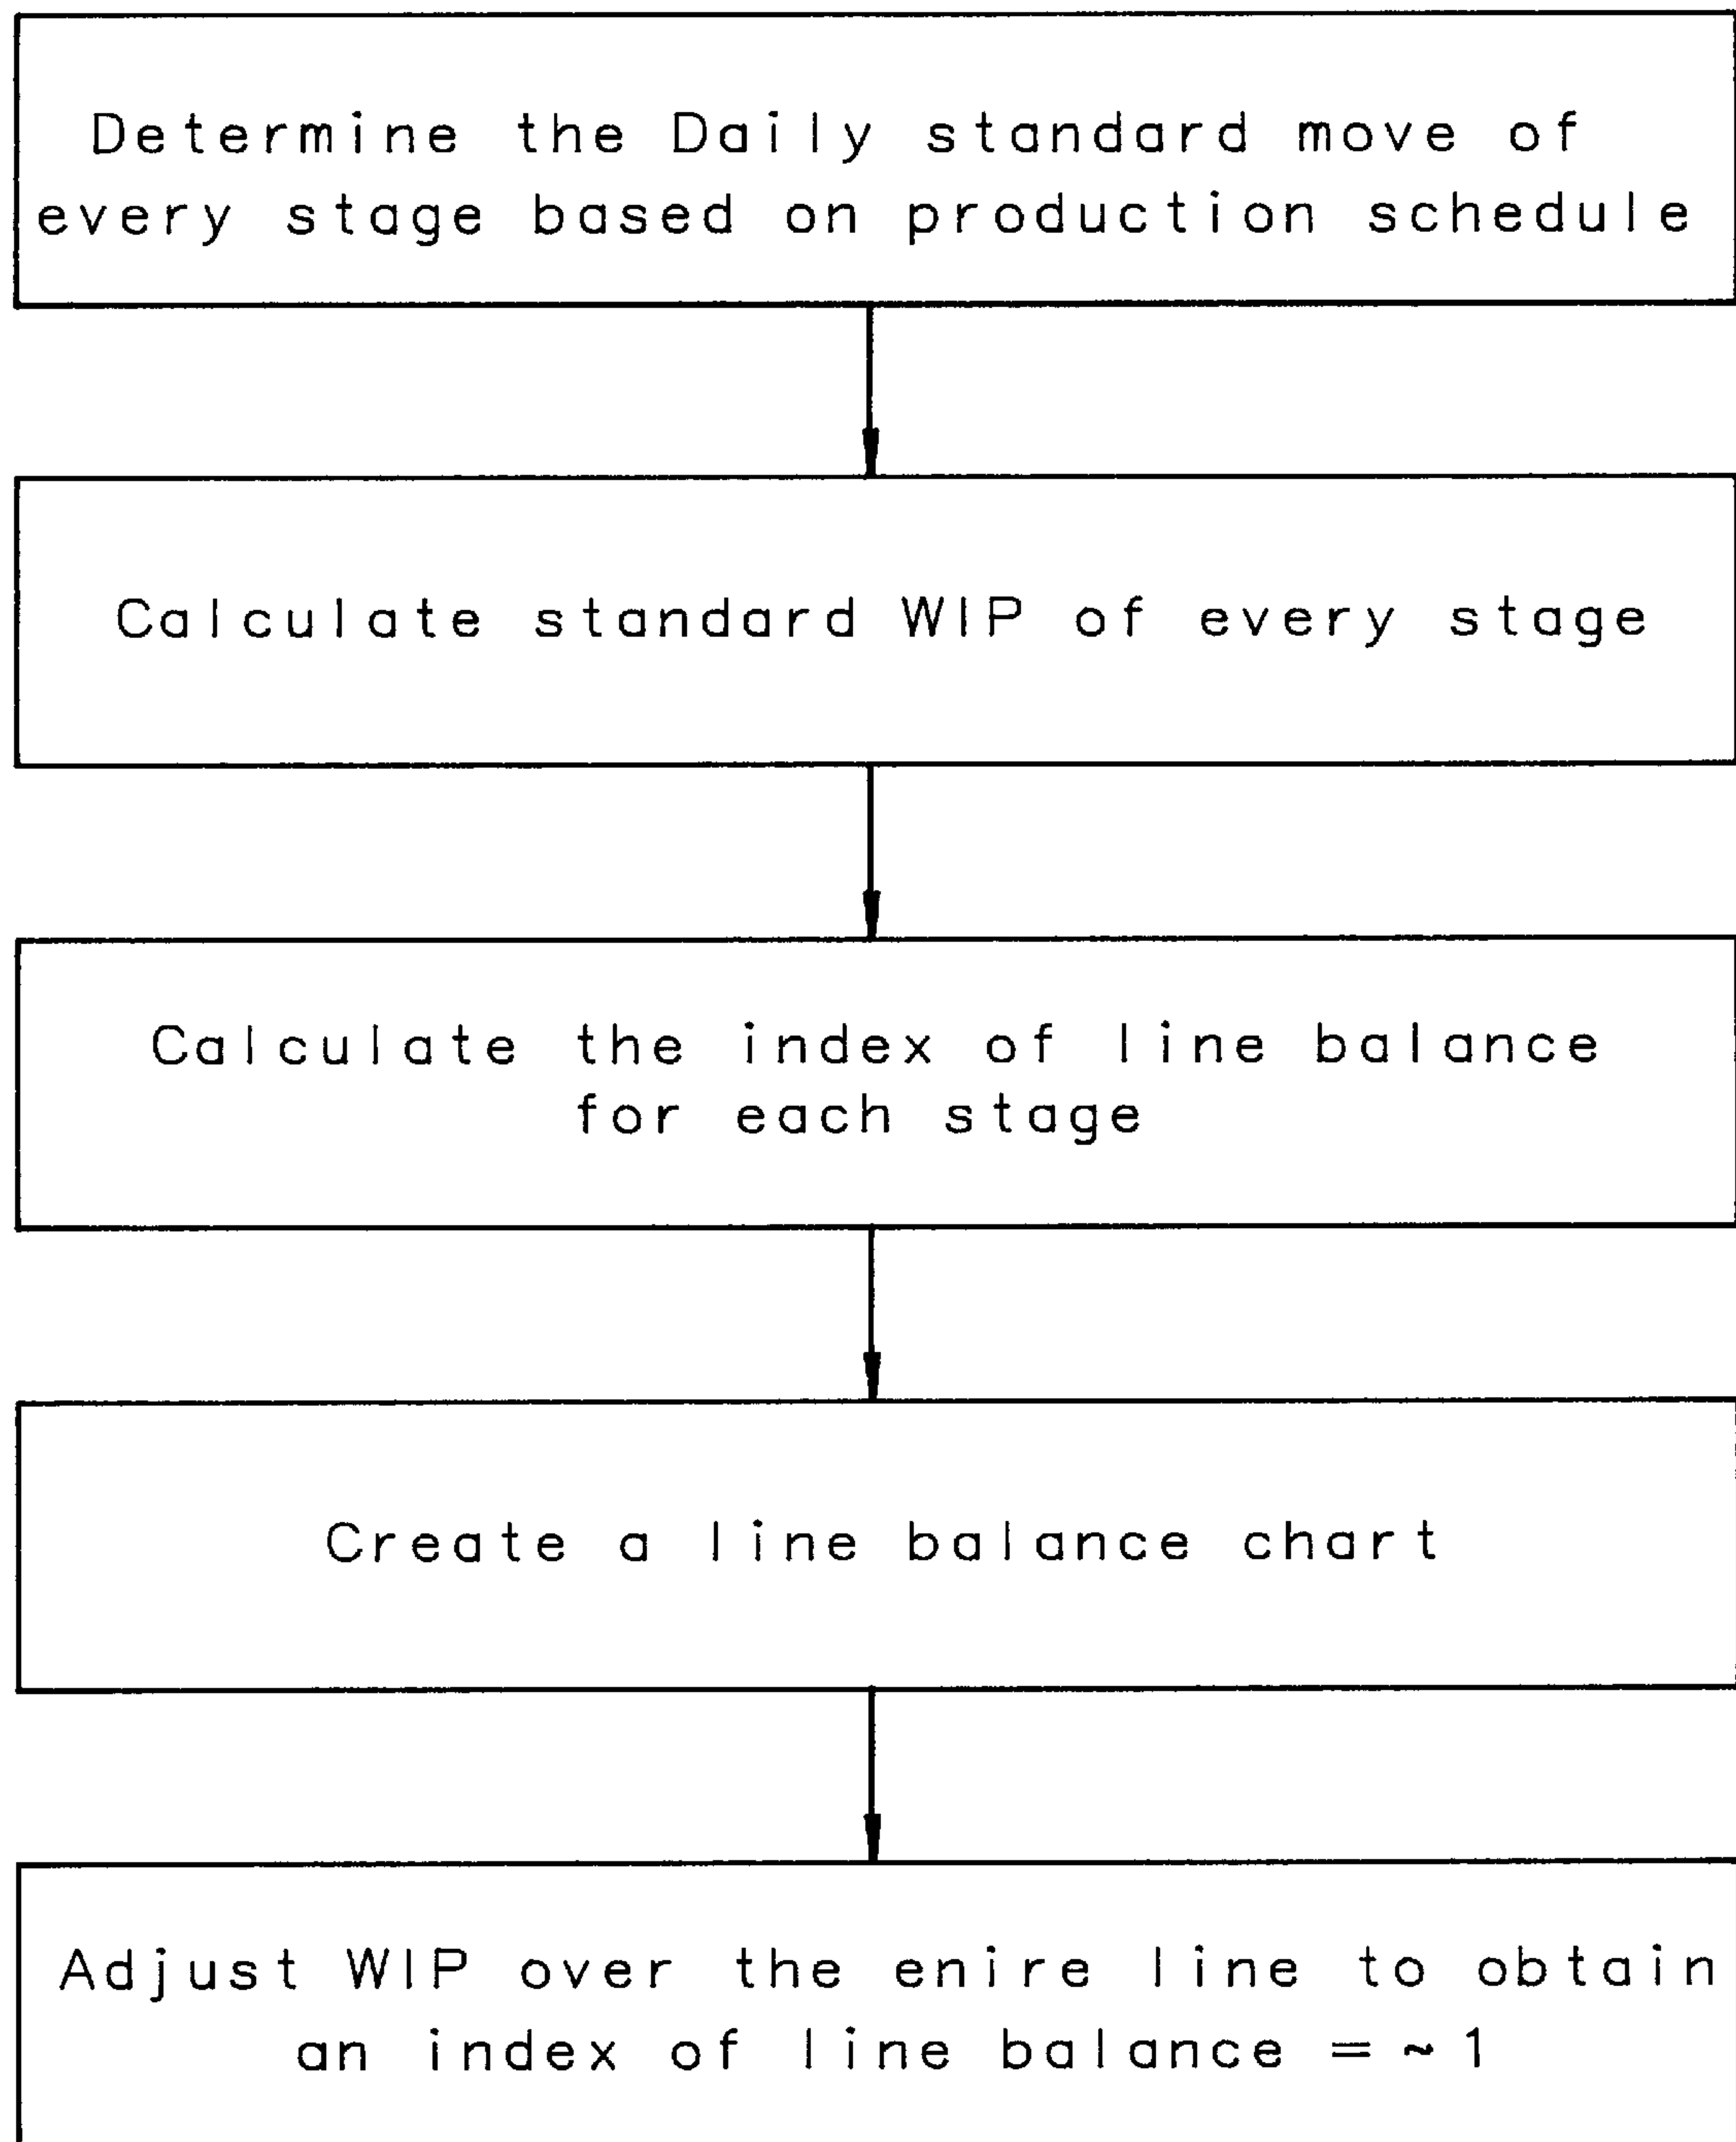 Determine the Daily standard move of
every stage based on production schedule
Calculate standard WIP of every stage
Calculate the index of line balance
for each stage
Create a line balance chart
Adjust WIP over the enire line to obtain
an index of line balance = ~ 1